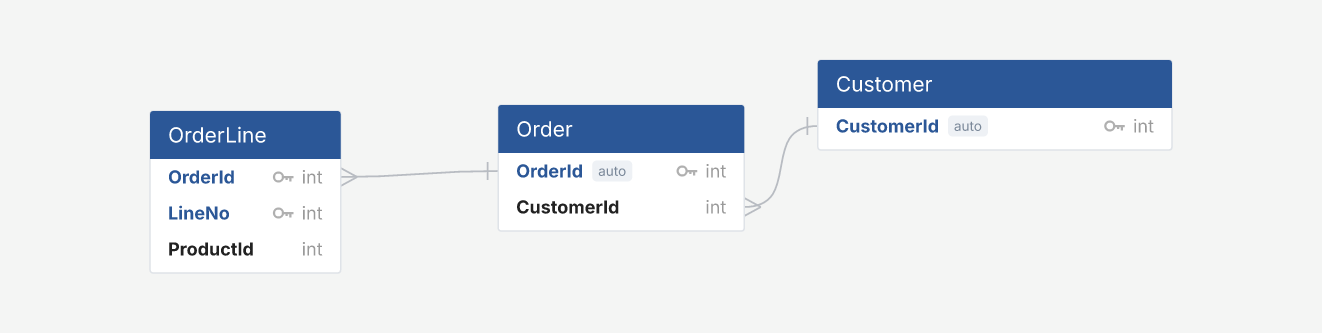 OrderLine
OrderId int
LineNo int
ProductId int
Order
OrderId auto int
CustomerId int
Customer
CustomerId auto int